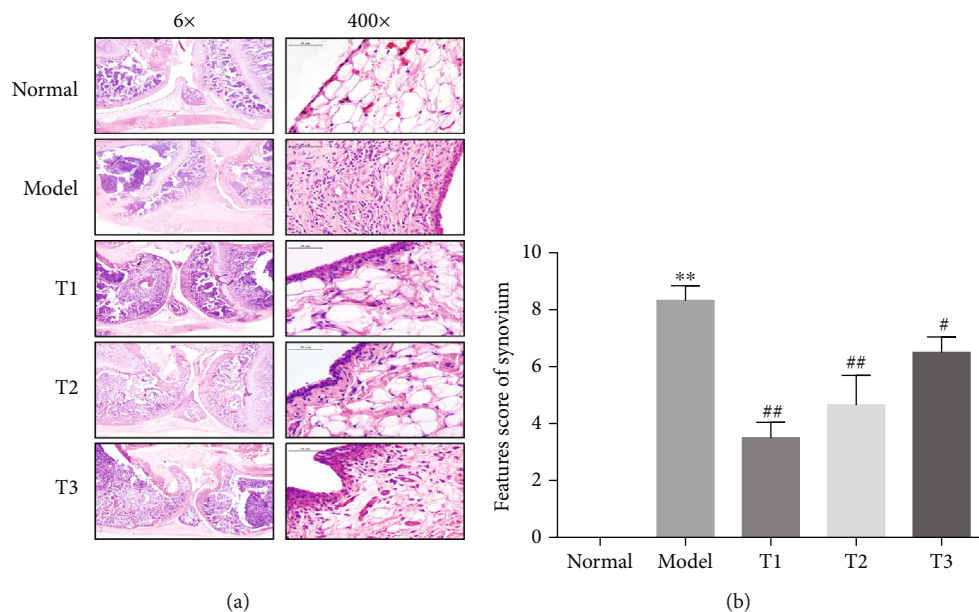 6× 400×
Normal
Model
T1
T2
T3
(a)
Features score of synovium
10
8
6
4
2
0
**
##
##
#
Normal Model T1 T2 T3
(b)